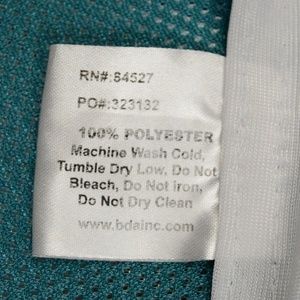 RN#:84527
PO#:323132
100% POLYESTER
Machine Wash Cold,
Tumble Dry Low, Do Not
Bleach, Do Not Iron,
Do Not Dry Clean
www.bdainc.com